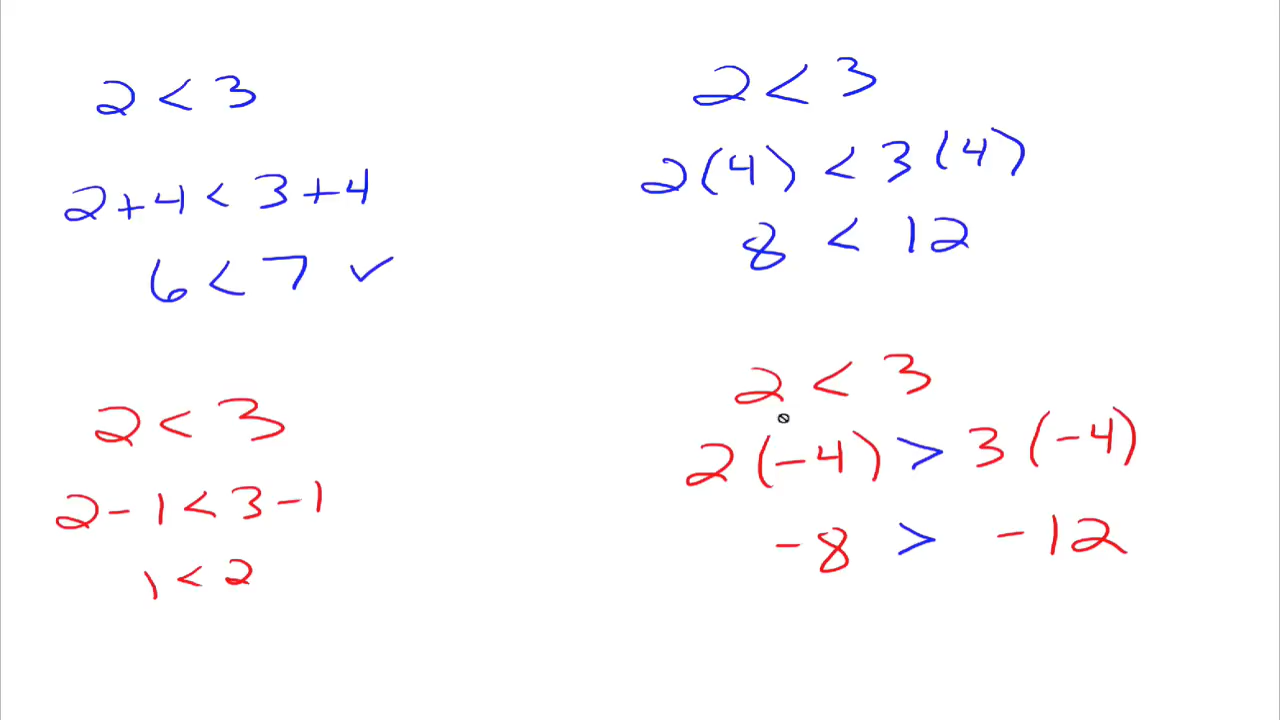 2 < 3
2 + 4 < 3 + 4
6 < 7 ✓
2 < 3
2 - 1 < 3 - 1
1 < 2
2 < 3
2(4) < 3(4)
8 < 12
2 < 3
2(-4) > 3(-4)
-8 > -12